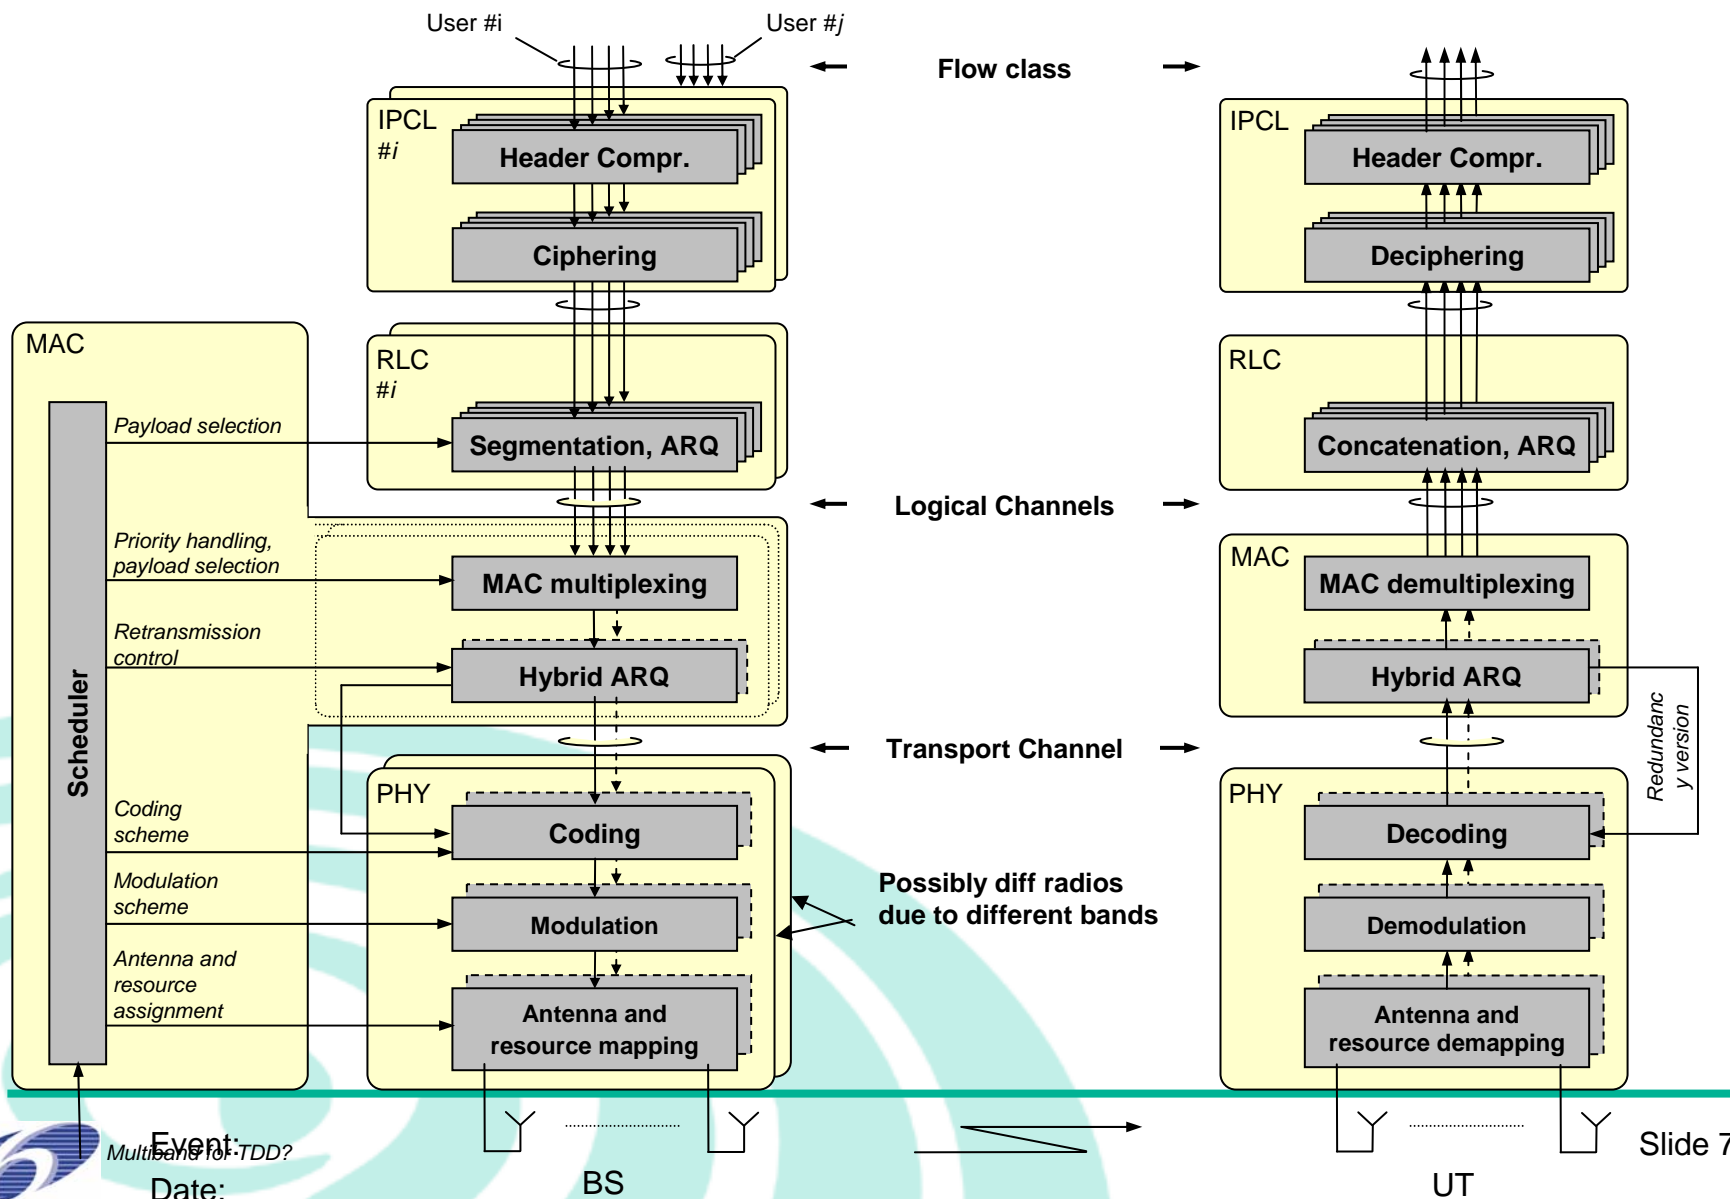 User #i
User #j
Flow class
IPCL
#i
Header Compr.
Ciphering
IPCL
Header Compr.
Deciphering
MAC
Scheduler
RLC
#i
Segmentation, ARQ
RLC
Concatenation, ARQ
Payload selection
Logical Channels
Priority handling,
payload selection
MAC multiplexing
MAC
MAC demultiplexing
Retransmission
control
Hybrid ARQ
Hybrid ARQ
Redundanc
y version
Transport Channel
PHY
Coding
PHY
Decoding
Coding
scheme
Modulation
scheme
Modulation
Possibly diff radios
due to different bands
Demodulation
Antenna and
resource
assignment
Antenna and
resource mapping
Antenna and
resource demapping
Event:
Multiband for TDD?
Slide 7
Date:
BS
UT